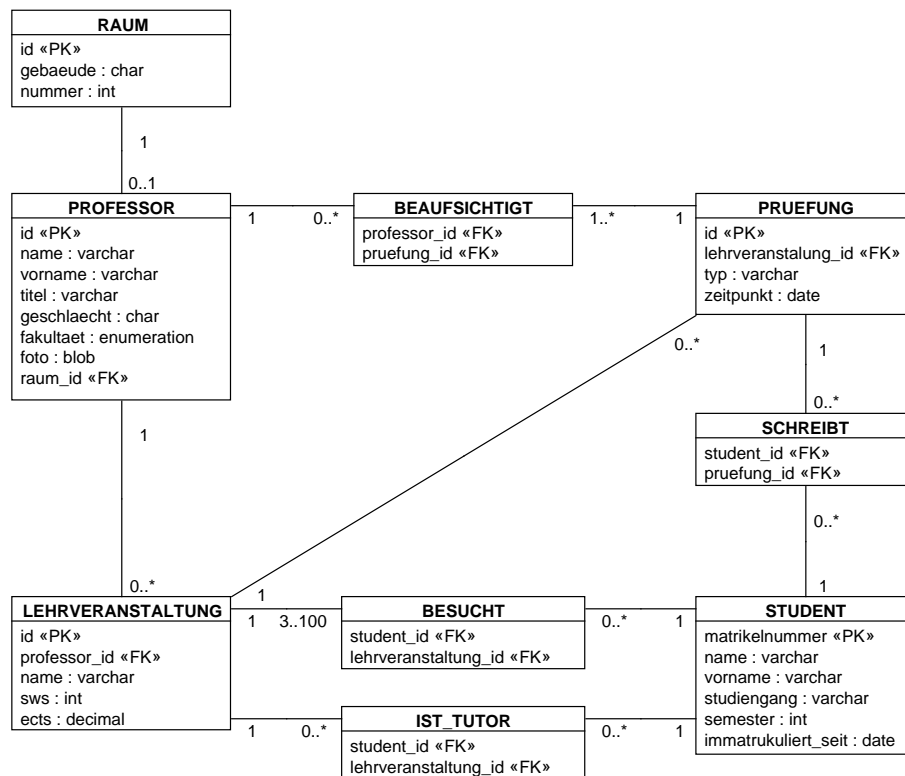 RAUM
id «PK»
gebaeude : char
nummer : int
1
0..1
PROFESSOR
id «PK»
name : varchar
vorname : varchar
titel : varchar
geschlaecht : char
fakultaet : enumeration
foto : blob
raum_id «FK»
1
0..*
BEAUFSICHTIGT
professor_id «FK»
pruefung_id «FK»
1..*
1
PRUEFUNG
id «PK»
lehrveranstalung_id «FK»
typ : varchar
zeitpunkt : date
0..*
1
0..*
SCHREIBT
student_id «FK»
pruefung_id «FK»
0..*
1
1
0..*
1
LEHRVERANSTALTUNG
id «PK»
professor_id «FK»
name : varchar
sws : int
ects : decimal
1
3..100
BESUCHT
student_id «FK»
lehrveranstaltung_id «FK»
0..*
1
STUDENT
matrikelnummer «PK»
name : varchar
vorname : varchar
studiengang : varchar
semester : int
immatrukuliert_seit : date
1
0..*
IST_TUTOR
student_id «FK»
lehrveranstaltung_id «FK»
0..*
1